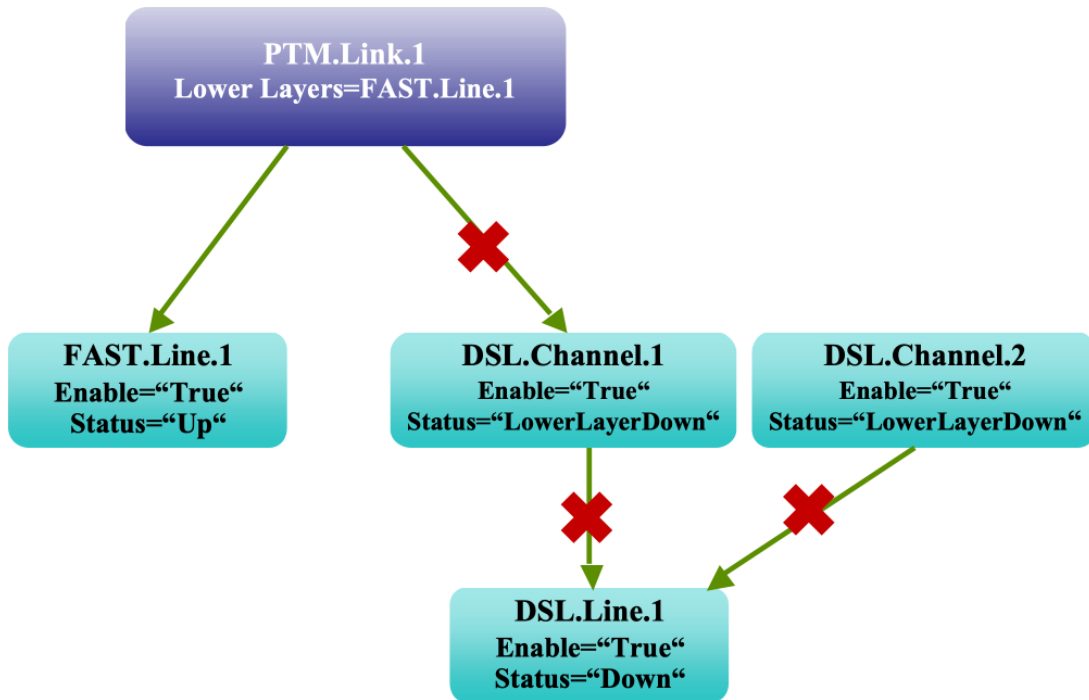 PTM.Link.1
Lower Layers=FAST.Line.1
FAST.Line.1
Enable=“True“
Status=“Up“
DSL.Channel.1
Enable=“True“
Status=“LowerLayerDown“
DSL.Channel.2
Enable=“True“
Status=“LowerLayerDown“
DSL.Line.1
Enable=“True“
Status=“Down“